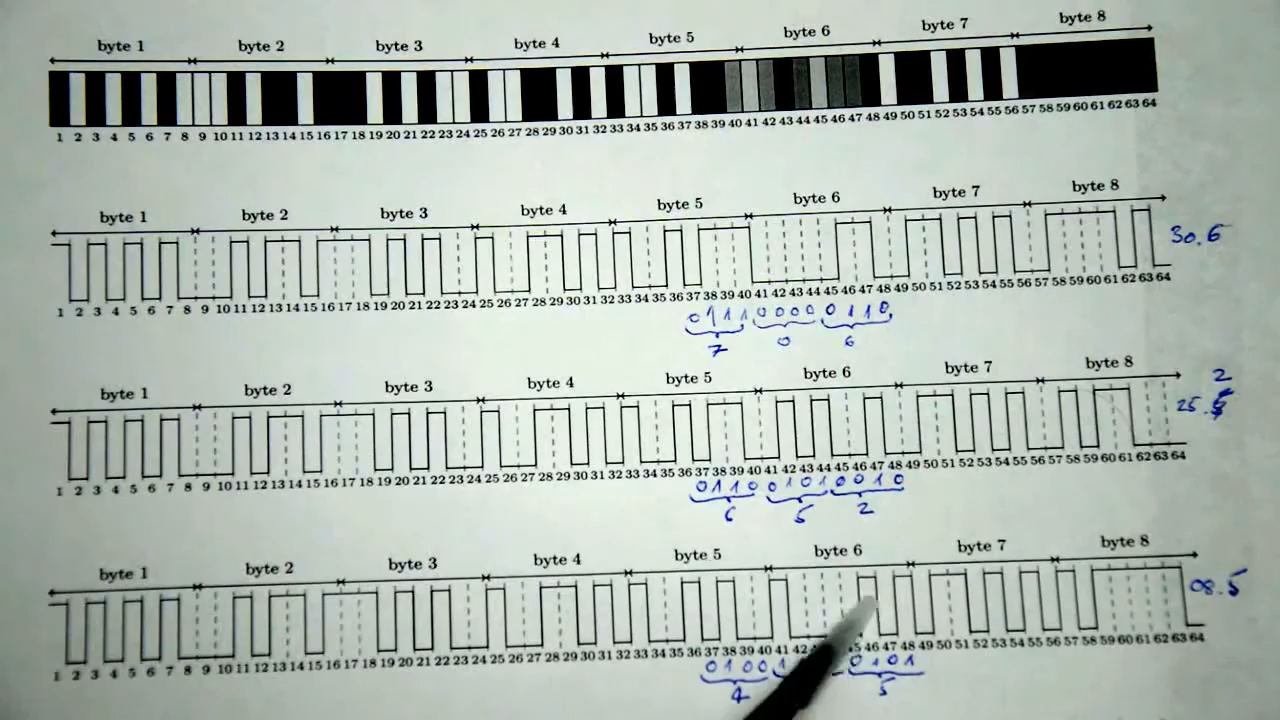 byte 1 byte 2 byte 3 byte 4 byte 5 byte 6 byte 7 byte 8
1 2 3 4 5 6 7 8 9 10 11 12 13 14 15 16 17 18 19 20 21 22 23 24 25 26 27 28 29 30 31 32 33 34 35 36 37 38 39 40 41 42 43 44 45 46 47 48 49 50 51 52 53 54 55 56 57 58 59 60 61 62 63 64
byte 1 byte 2 byte 3 byte 4 byte 5 byte 6 byte 7 byte 8
30.6
1 2 3 4 5 6 7 8 9 10 11 12 13 14 15 16 17 18 19 20 21 22 23 24 25 26 27 28 29 30 31 32 33 34 35 36 37 38 39 40 41 42 43 44 45 46 47 48 49 50 51 52 53 54 55 56 57 58 59 60 61 62 63 64
0111 0000 0110
7 0 6
byte 1 byte 2 byte 3 byte 4 byte 5 byte 6 byte 7 byte 8
2
25.
1 2 3 4 5 6 7 8 9 10 11 12 13 14 15 16 17 18 19 20 21 22 23 24 25 26 27 28 29 30 31 32 33 34 35 36 37 38 39 40 41 42 43 44 45 46 47 48 49 50 51 52 53 54 55 56 57 58 59 60 61 62 63 64
0110 0101 0010
6 5 2
byte 1 byte 2 byte 3 byte 4 byte 5 byte 6 byte 7 byte 8
08.5
1 2 3 4 5 6 7 8 9 10 11 12 13 14 15 16 17 18 19 20 21 22 23 24 25 26 27 28 29 30 31 32 33 34 35 36 37 38 39 40 41 42 46 47 48 49 50 51 52 53 54 55 56 57 58 59 60 61 62 63 64
0100 1 0101
4 5